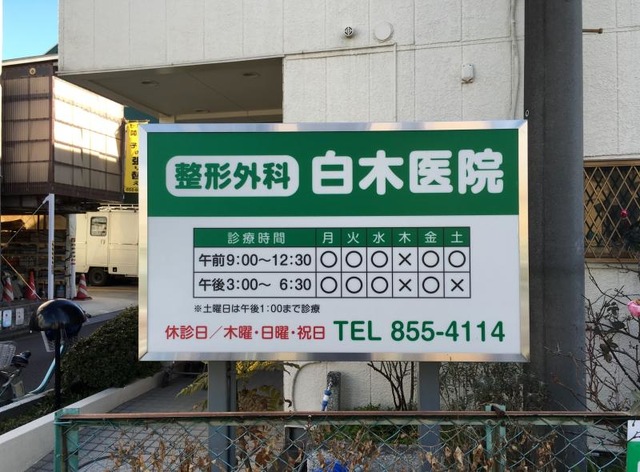 整形外科 白木医院
診療時間 月 火 水 木 金 土
午前9:00〜12:30 ○ ○ ○ × ○ ○
午後3:00〜 6:30 ○ ○ ○ × ○ ×
※土曜日は午後1:00まで診療
休診日／木曜・日曜・祝日 TEL 855-4114